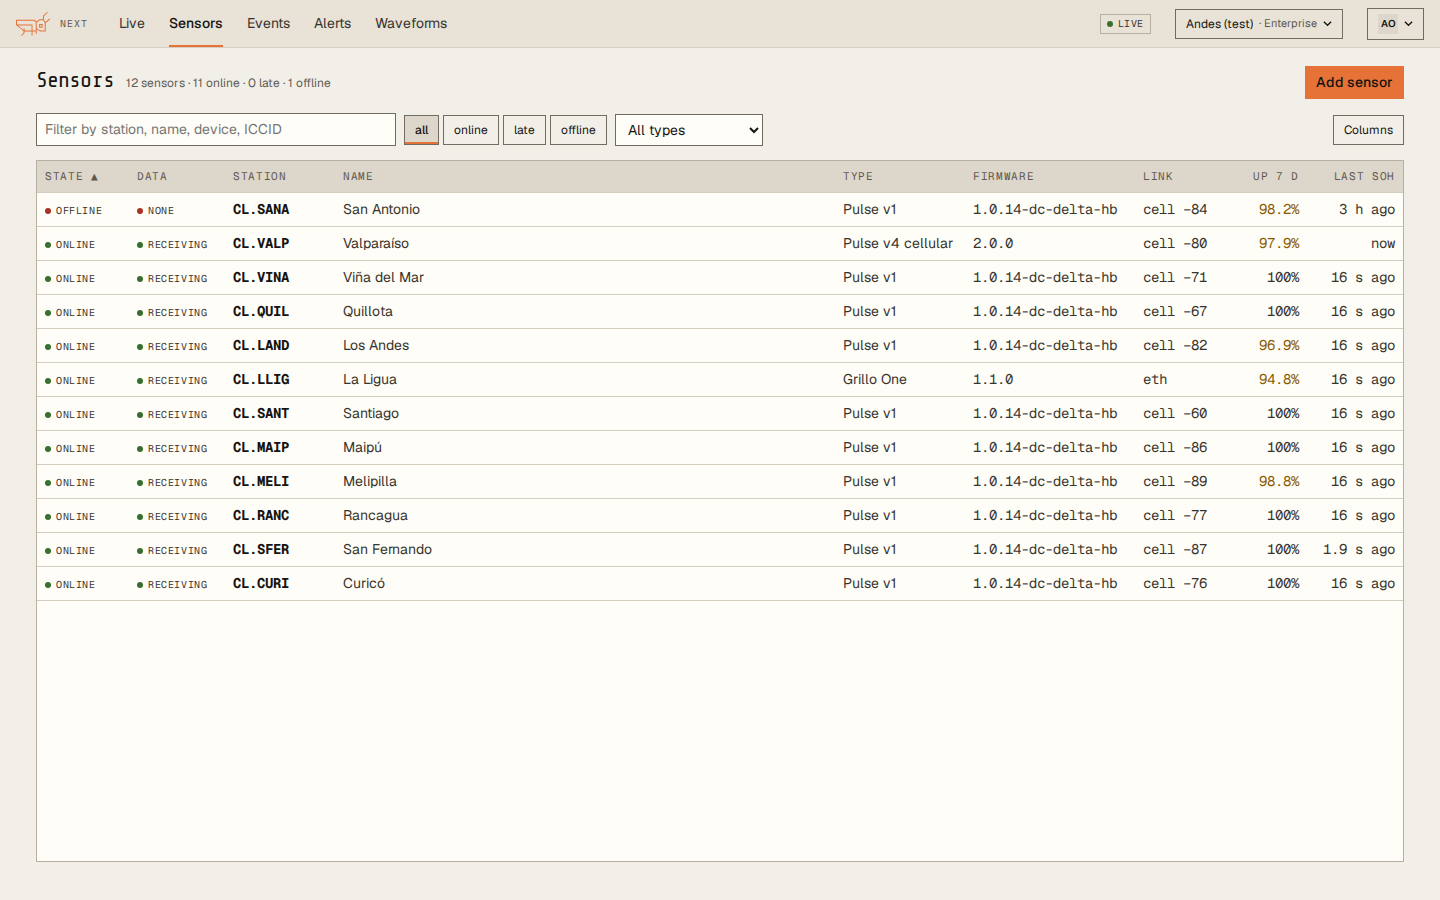 NEXT Live Sensors Events Alerts Waveforms LIVE Andes (test) · Enterprise AO
Sensors 12 sensors · 11 online · 0 late · 1 offline Add sensor
Filter by station, name, device, ICCID all online late offline All types Columns
STATE ▲ DATA STATION NAME TYPE FIRMWARE LINK UP 7 D LAST SOH
OFFLINE NONE CL.SANA San Antonio Pulse v1 1.0.14-dc-delta-hb cell −84 98.2% 3 h ago
ONLINE RECEIVING CL.VALP Valparaíso Pulse v4 cellular 2.0.0 cell −80 97.9% now
ONLINE RECEIVING CL.VINA Viña del Mar Pulse v1 1.0.14-dc-delta-hb cell −71 100% 16 s ago
ONLINE RECEIVING CL.QUIL Quillota Pulse v1 1.0.14-dc-delta-hb cell −67 100% 16 s ago
ONLINE RECEIVING CL.LAND Los Andes Pulse v1 1.0.14-dc-delta-hb cell −82 96.9% 16 s ago
ONLINE RECEIVING CL.LLIG La Ligua Grillo One 1.1.0 eth 94.8% 16 s ago
ONLINE RECEIVING CL.SANT Santiago Pulse v1 1.0.14-dc-delta-hb cell −60 100% 16 s ago
ONLINE RECEIVING CL.MAIP Maipú Pulse v1 1.0.14-dc-delta-hb cell −86 100% 16 s ago
ONLINE RECEIVING CL.MELI Melipilla Pulse v1 1.0.14-dc-delta-hb cell −89 98.8% 16 s ago
ONLINE RECEIVING CL.RANC Rancagua Pulse v1 1.0.14-dc-delta-hb cell −77 100% 16 s ago
ONLINE RECEIVING CL.SFER San Fernando Pulse v1 1.0.14-dc-delta-hb cell −87 100% 1.9 s ago
ONLINE RECEIVING CL.CURI Curicó Pulse v1 1.0.14-dc-delta-hb cell −76 100% 16 s ago